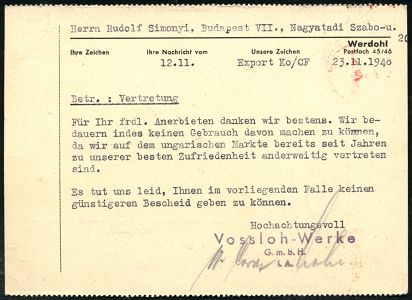 Herrn Rudolf Simonyi, Budapest VII., Nagyatadi Szabo-u. 20
Werdohl
Ihre Zeichen Ihre Nachricht vom Unsere Zeichen Postfach 45/46
12.11. Export Ko/CF 23.11.1940
Betr. : Vertretung
Für Ihr frdl. Anerbieten danken wir bestens. Wir be-
dauern indes keinen Gebrauch davon machen zu können,
da wir auf dem ungarischen Markte bereits seit Jahren
zu unserer besten Zufriedenheit anderweitig vertreten
sind.
Es tut uns leid, Ihnen im vorliegenden Falle keinen
günstigeren Bescheid geben zu können.
Hochachtungsvoll
Vossloh-Werke
G.m.b.H.
i.A.